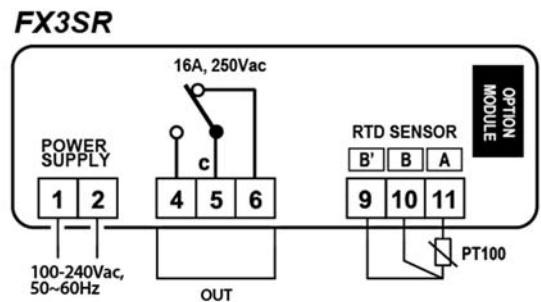 FX3SR
16A, 250Vac
OPTION
MODULE
POWER
SUPPLY
C
RTD SENSOR
B' B A
1 2 4 5 6 9 10 11
100-240Vac,
50~60Hz
OUT
PT100